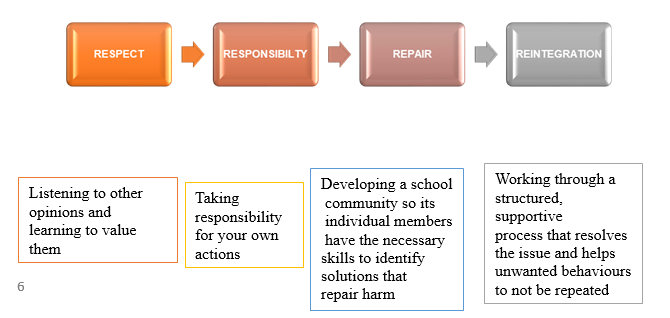 RESPECT
RESPONSIBILTY
REPAIR
REINTEGRATION
Listening to other
opinions and
learning to value
them
Taking
responsibility
for your own
actions
Developing a school
community so its
individual members
have the necessary
skills to identify
solutions that
repair harm
Working through a
structured,
supportive
process that resolves
the issue and helps
unwanted behaviours
to not be repeated
6